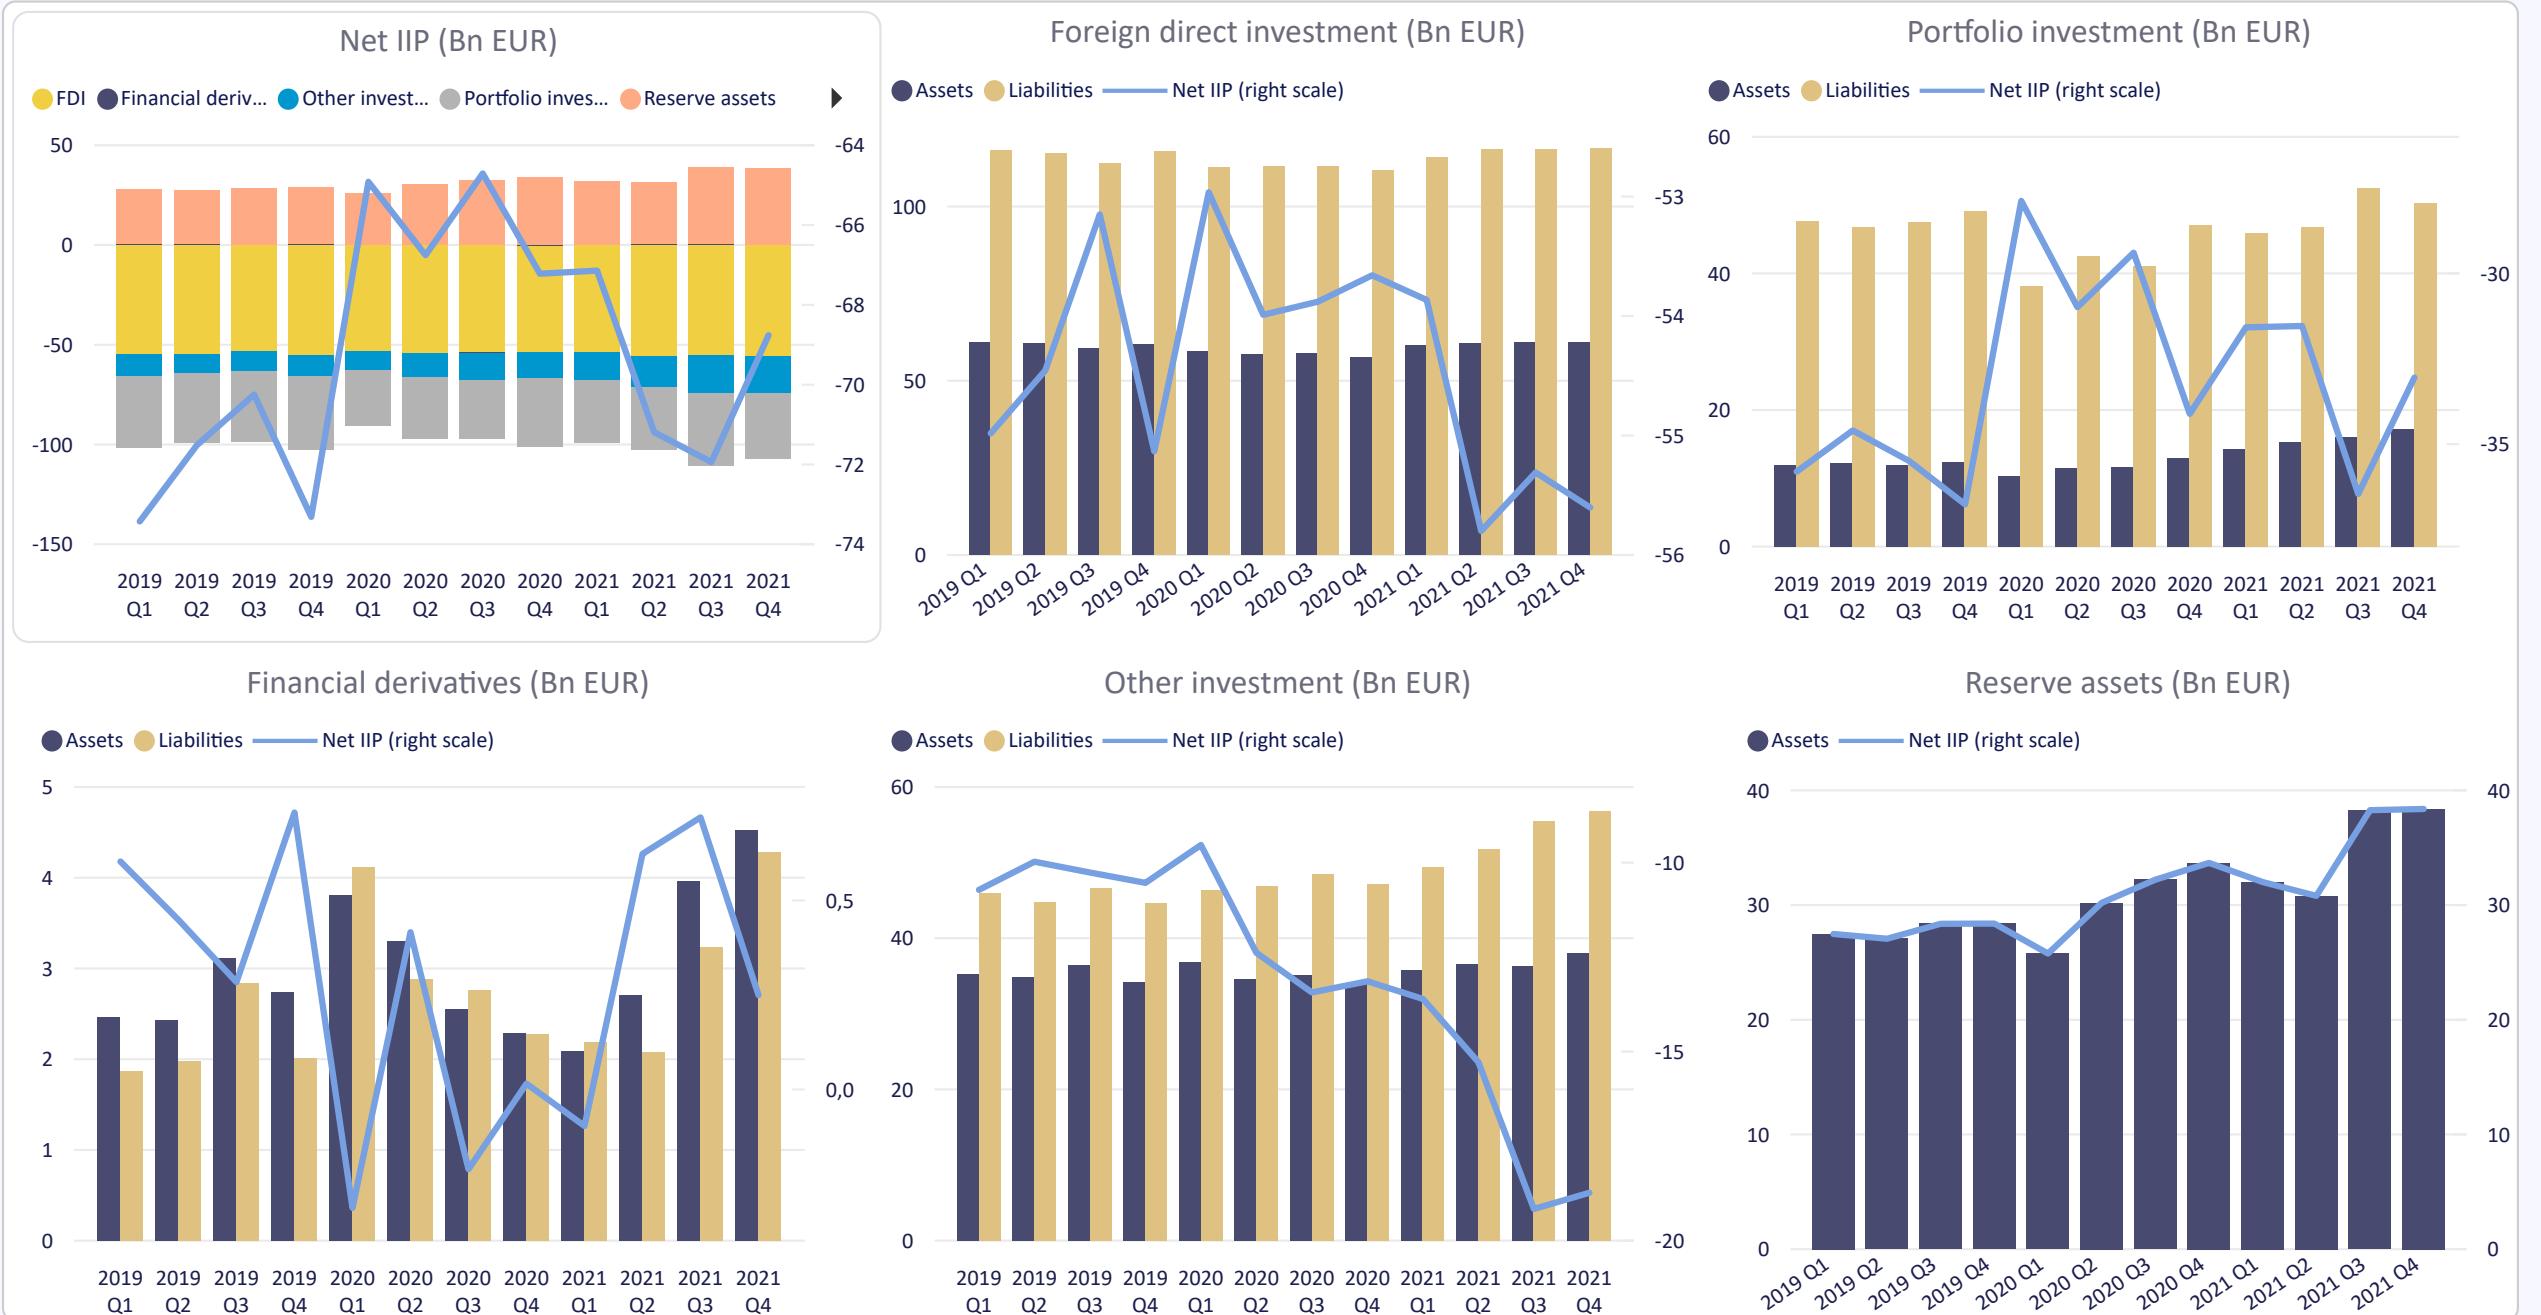 Net IIP (Bn EUR)
FDI Financial deriv... Other invest... Portfolio inves... Reserve assets
50 -64
0 -66
-68
-50 -70
-100 -72
-150 -74
2019 2019 2019 2019 2020 2020 2020 2020 2021 2021 2021 2021
Q1 Q2 Q3 Q4 Q1 Q2 Q3 Q4 Q1 Q2 Q3 Q4
Foreign direct investment (Bn EUR)
Assets Liabilities Net IIP (right scale)
100 -53
-54
50 -55
0 -56
2019 Q1 2019 Q2 2019 Q3 2019 Q4 2020 Q1 2020 Q2 2020 Q3 2020 Q4 2021 Q1 2021 Q2 2021 Q3 2021 Q4
Portfolio investment (Bn EUR)
Assets Liabilities Net IIP (right scale)
60
40 -30
20 -35
0
2019 2019 2019 2019 2020 2020 2020 2020 2021 2021 2021 2021
Q1 Q2 Q3 Q4 Q1 Q2 Q3 Q4 Q1 Q2 Q3 Q4
Financial derivatives (Bn EUR)
Assets Liabilities Net IIP (right scale)
5
4 0,5
3
2 0,0
1
0
2019 2019 2019 2019 2020 2020 2020 2020 2021 2021 2021 2021
Q1 Q2 Q3 Q4 Q1 Q2 Q3 Q4 Q1 Q2 Q3 Q4
Other investment (Bn EUR)
Assets Liabilities Net IIP (right scale)
60 -10
40
-15
20
0 -20
2019 2019 2019 2019 2020 2020 2020 2020 2021 2021 2021 2021
Q1 Q2 Q3 Q4 Q1 Q2 Q3 Q4 Q1 Q2 Q3 Q4
Reserve assets (Bn EUR)
Assets Net IIP (right scale)
40 40
30 30
20 20
10 10
0 0
2019 Q1 2019 Q2 2019 Q3 2019 Q4 2020 Q1 2020 Q2 2020 Q3 2020 Q4 2021 Q1 2021 Q2 2021 Q3 2021 Q4